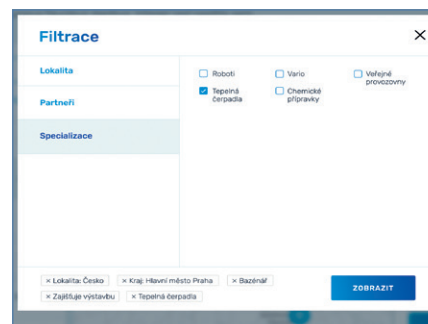 Filtrace
Lokalita
Partneři
Specializace
Roboti
Vario
Veřejné
provozovny
Tepelná
čerpadla
Chemické
přípravky
× Lokalita: Česko
× Kraj: Hlavní město Praha
× Bazénář
× Zajišťuje výstavbu
× Tepelná čerpadla
ZOBRAZIT